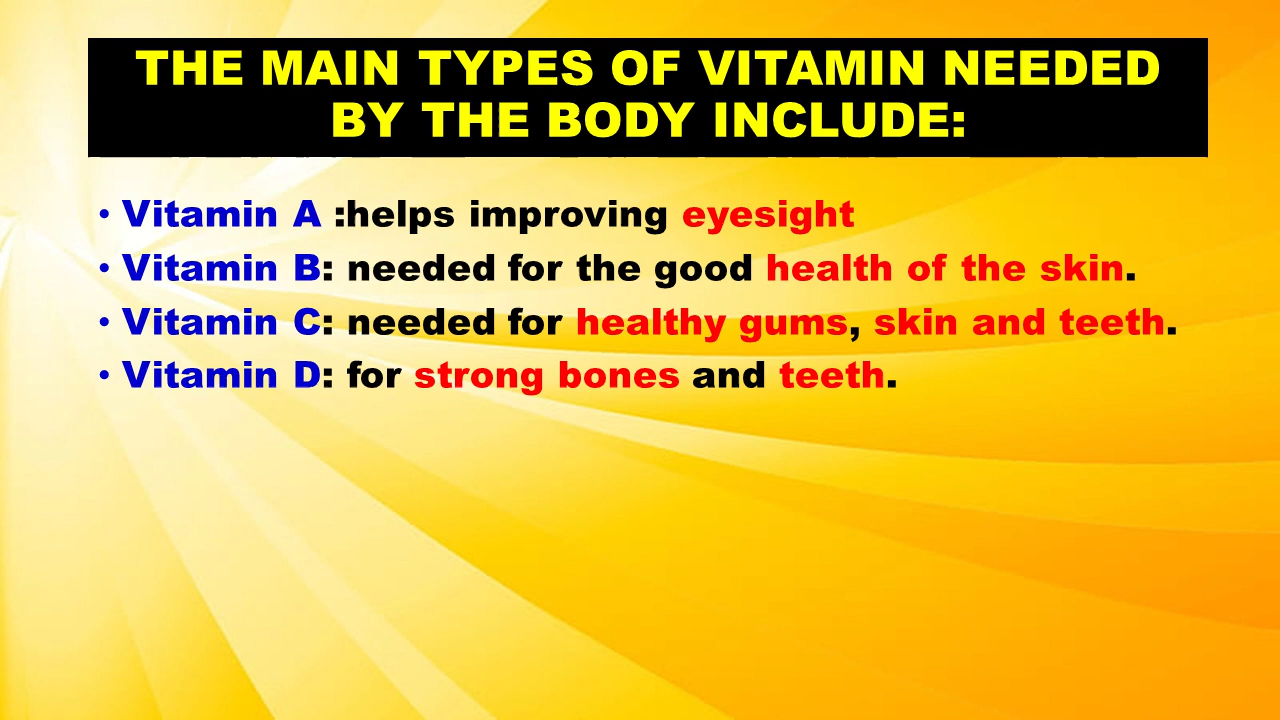 THE MAIN TYPES OF VITAMIN NEEDED
BY THE BODY INCLUDE:
• Vitamin A :helps improving eyesight
• Vitamin B: needed for the good health of the skin.
• Vitamin C: needed for healthy gums, skin and teeth.
• Vitamin D: for strong bones and teeth.